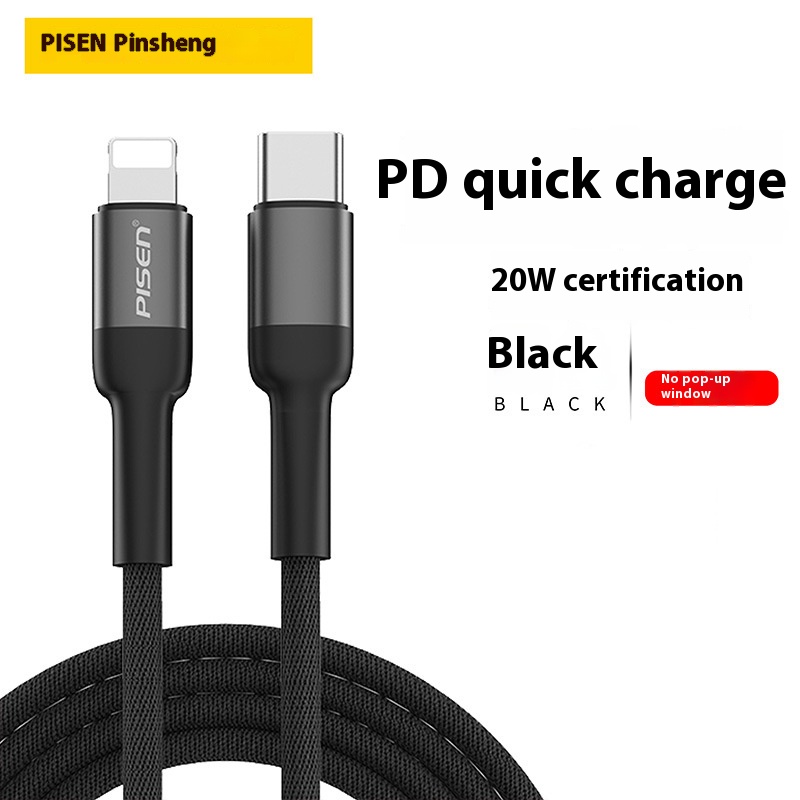 PISEN Pinsheng
PISEN®
PD quick charge
20W certification
Black
BLACK
No pop-up
window